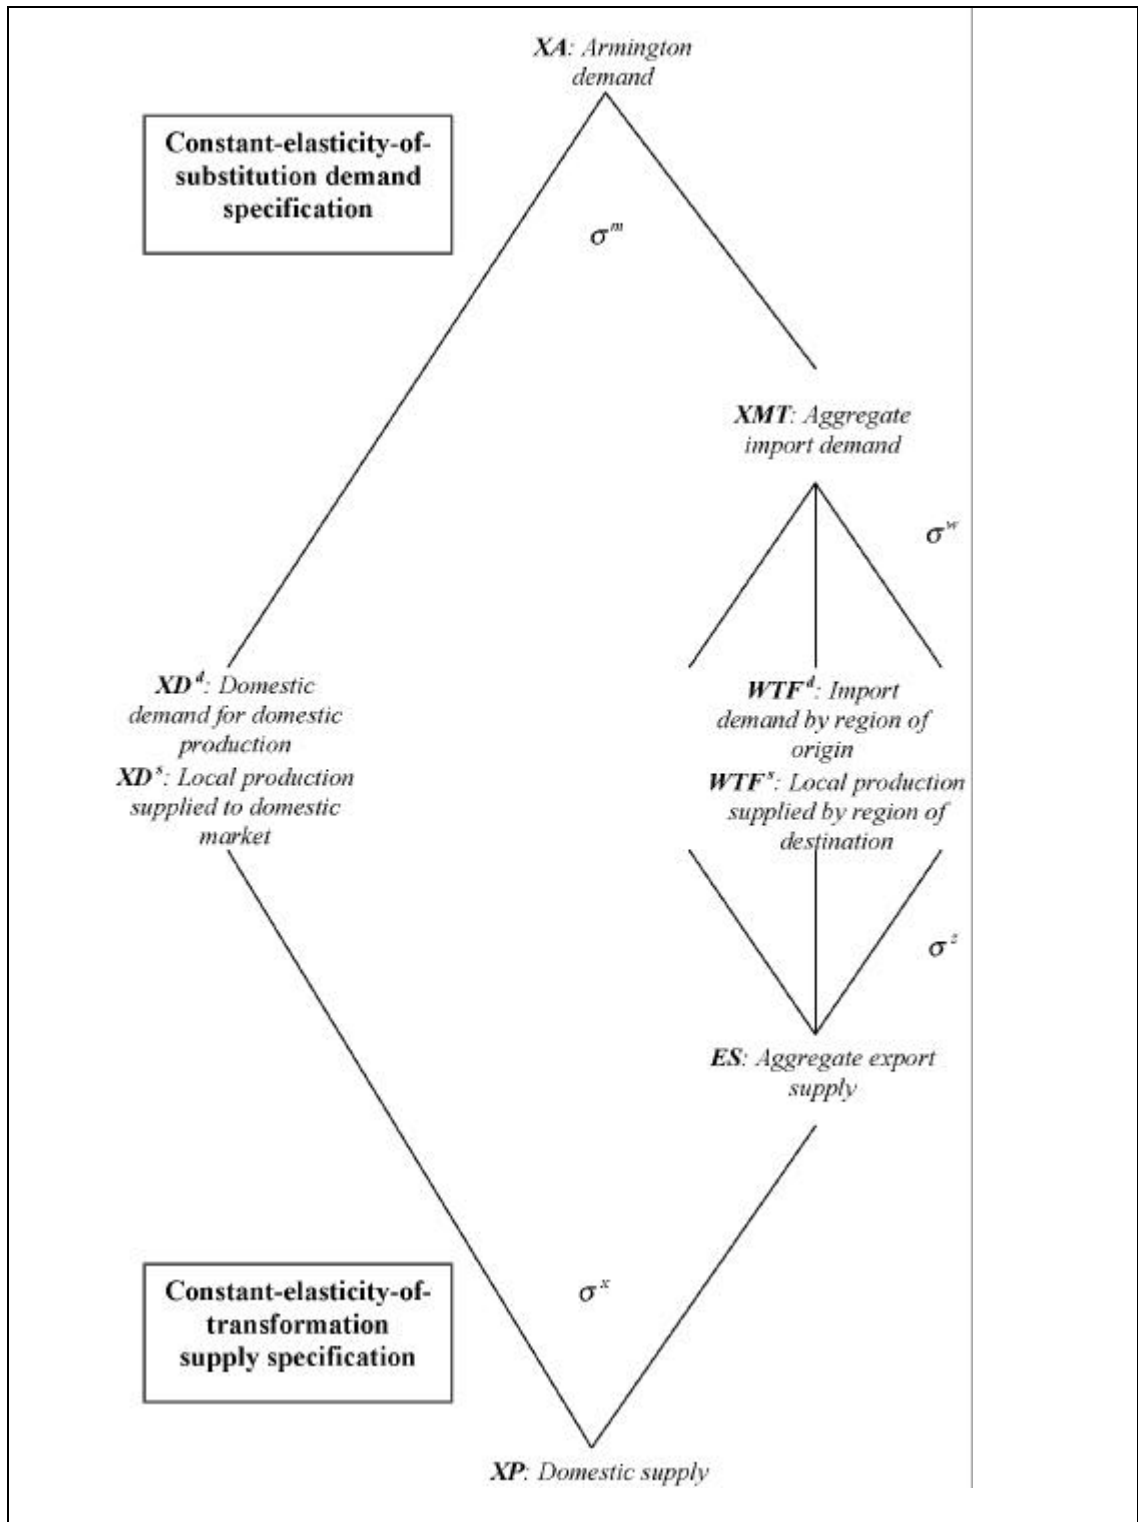 XA: Armington
demand
Constant-elasticity-of-
substitution demand
specification
σ^m
XMT: Aggregate
import demand
σ^w
XD^d: Domestic
demand for domestic
production
XD^s: Local production
supplied to domestic
market
WTF^d: Import
demand by region of
origin
WTF^s: Local production
supplied by region of
destination
σ^z
ES: Aggregate export
supply
Constant-elasticity-of-
transformation
supply specification
σ^x
XP: Domestic supply